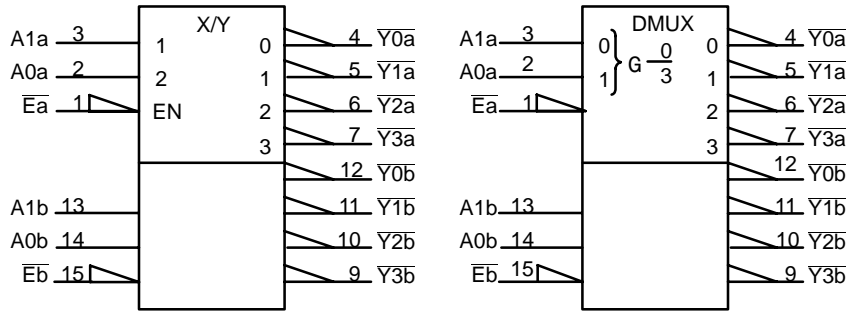 X/Y
A1a 3 1 0 4 Y0a
A0a 2 2 1 5 Y1a
Ea 1 EN 2 6 Y2a
3 7 Y3a
12 Y0b
A1b 13 11 Y1b
A0b 14 10 Y2b
Eb 15 9 Y3b
DMUX
A1a 3 0 } G 0/3 0 4 Y0a
A0a 2 1 1 5 Y1a
Ea 1 2 6 Y2a
3 7 Y3a
12 Y0b
A1b 13 11 Y1b
A0b 14 10 Y2b
Eb 15 9 Y3b